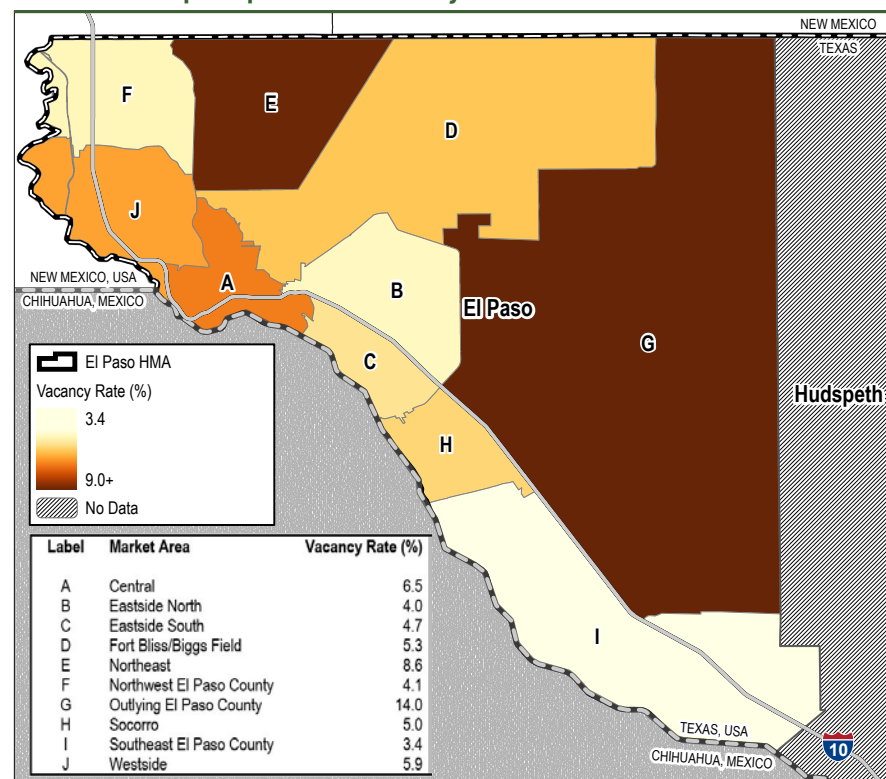 NEW MEXICO
TEXAS
F
E
D
J
A
B
NEW MEXICO, USA
CHIHUAHUA, MEXICO
El Paso
G
C
Hudspeth
H
El Paso HMA
Vacancy Rate (%)
3.4
9.0+
No Data
Label Market Area Vacancy Rate (%)
A Central 6.5
B Eastside North 4.0
C Eastside South 4.7
D Fort Bliss/Biggs Field 5.3
E Northeast 8.6
F Northwest El Paso County 4.1
G Outlying El Paso County 14.0
H Socorro 5.0
I Southeast El Paso County 3.4
J Westside 5.9
I
TEXAS, USA
CHIHUAHUA, MEXICO
10